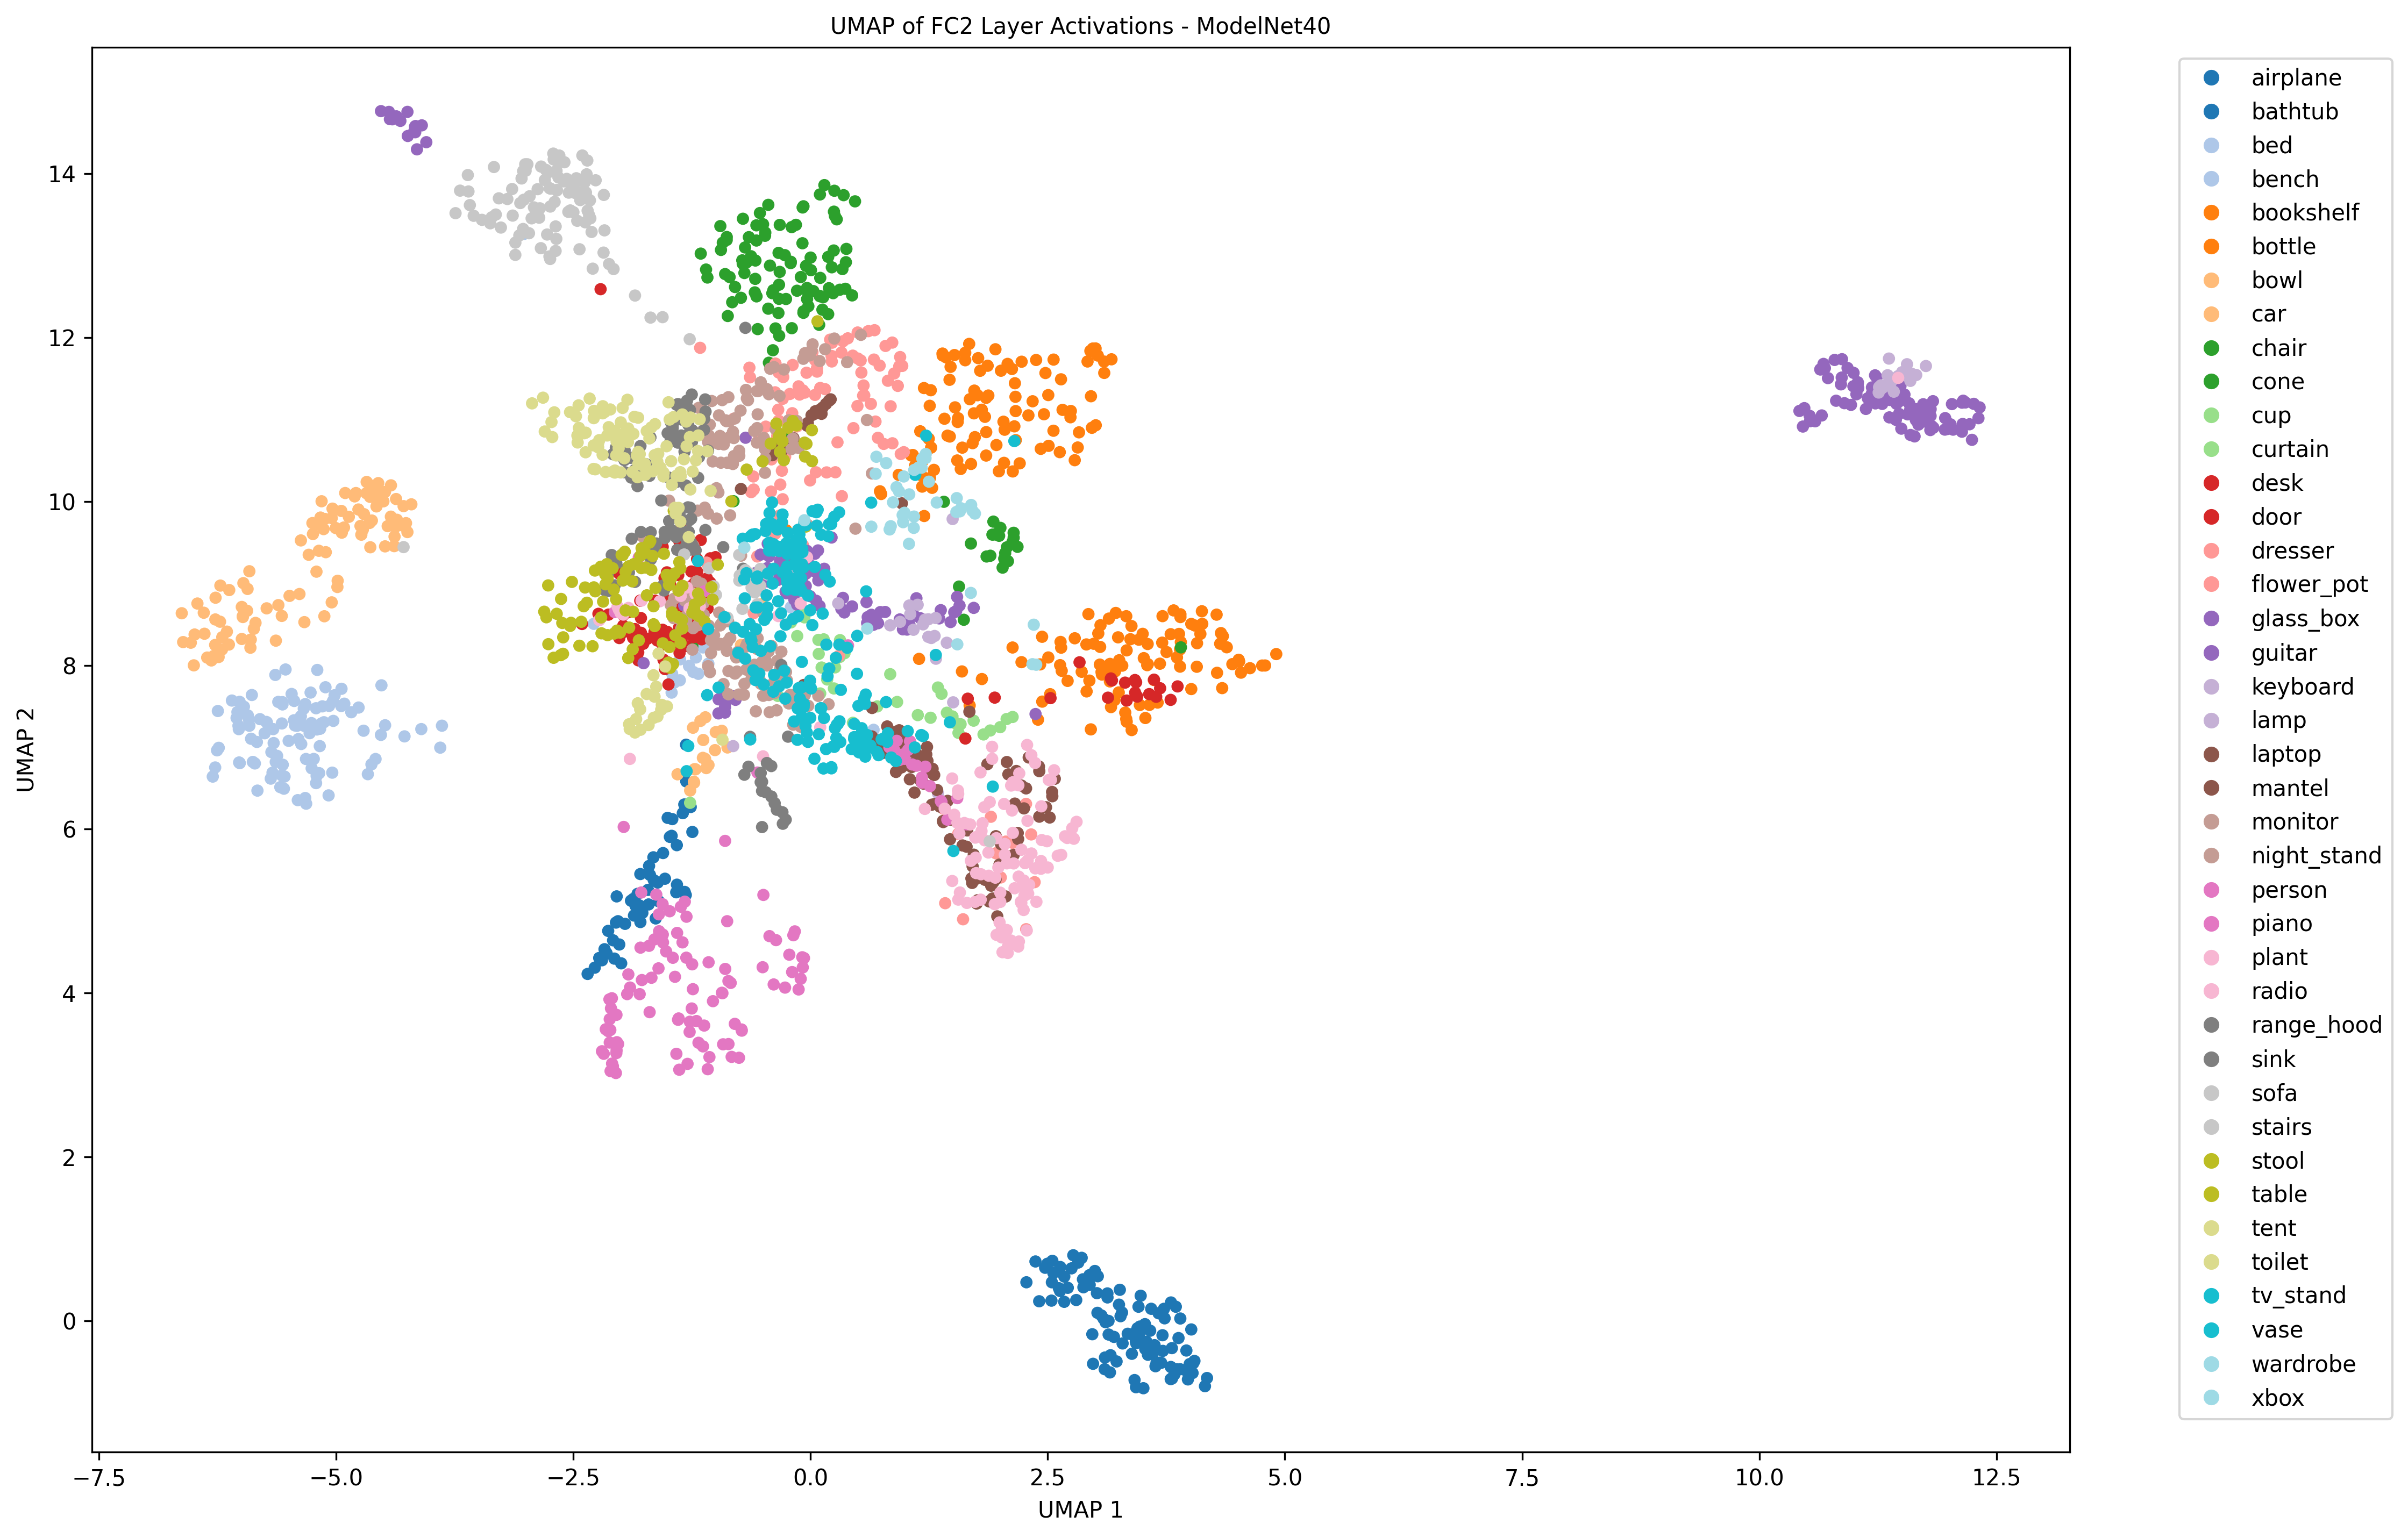 UMAP of FC2 Layer Activations - ModelNet40
UMAP 2
14
12
10
8
6
4
2
0
−7.5
−5.0
−2.5
0.0
2.5
5.0
7.5
10.0
12.5
UMAP 1
airplane
bathtub
bed
bench
bookshelf
bottle
bowl
car
chair
cone
cup
curtain
desk
door
dresser
flower_pot
glass_box
guitar
keyboard
lamp
laptop
mantel
monitor
night_stand
person
piano
plant
radio
range_hood
sink
sofa
stairs
stool
table
tent
toilet
tv_stand
vase
wardrobe
xbox